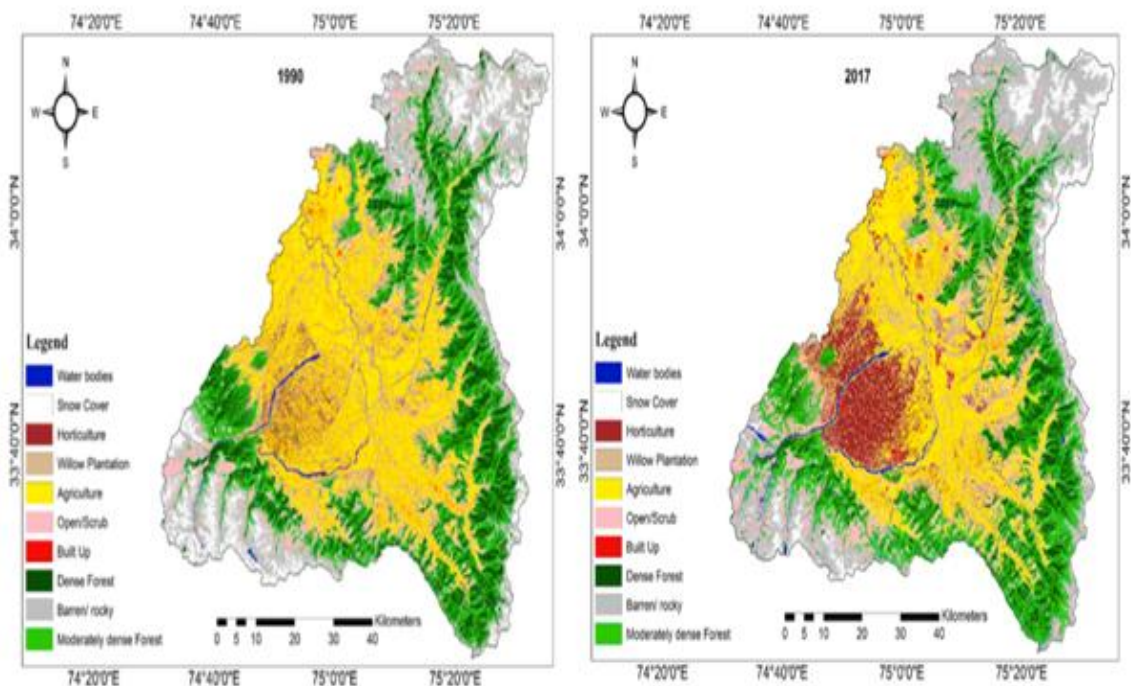 74°20'0"E 74°40'0"E 75°0'0"E 75°20'0"E
1990
N
W E
S
34°0'0"N
33°40'0"N
34°0'0"N
33°40'0"N
Legend
Water bodies
Snow Cover
Horticulture
Willow Plantation
Agriculture
Open/Scrub
Built Up
Dense Forest
Barren/ rocky
Moderately dense Forest
Kilometers
0 5 10 20 30 40
74°20'0"E 74°40'0"E 75°0'0"E 75°20'0"E
74°20'0"E 74°40'0"E 75°0'0"E 75°20'0"E
2017
N
W E
S
34°0'0"N
33°40'0"N
34°0'0"N
33°40'0"N
Legend
Water bodies
Snow Cover
Horticulture
Willow Plantation
Agriculture
Open/Scrub
Built Up
Dense Forest
Barren/ rocky
Moderately dense Forest
Kilometers
0 5 10 20 30 40
74°20'0"E 74°40'0"E 75°0'0"E 75°20'0"E